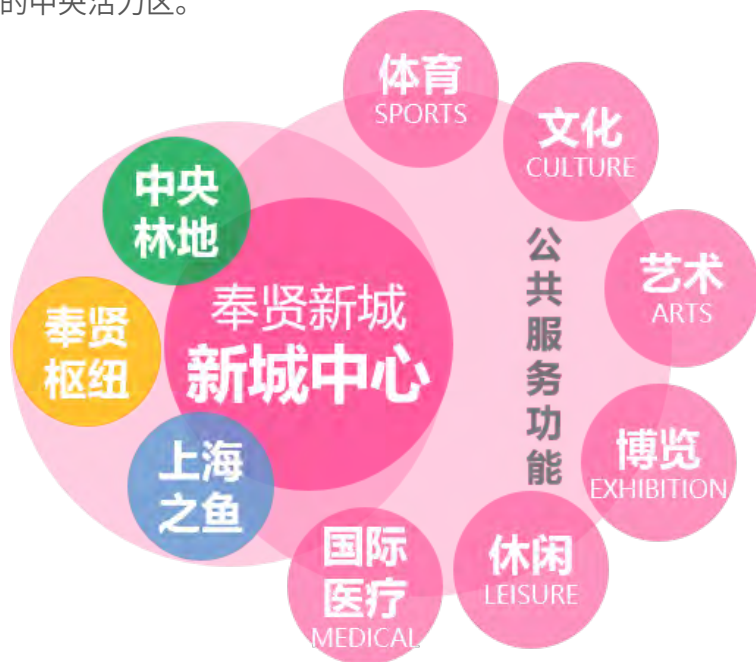 的中央活力区。
体育
SPORTS
文化
CULTURE
中央
林地
艺术
ARTS
奉贤
枢纽
奉贤新城
新城中心
公共服务功能
博览
EXHIBITION
上海
之鱼
国际
医疗
MEDICAL
休闲
LEISURE